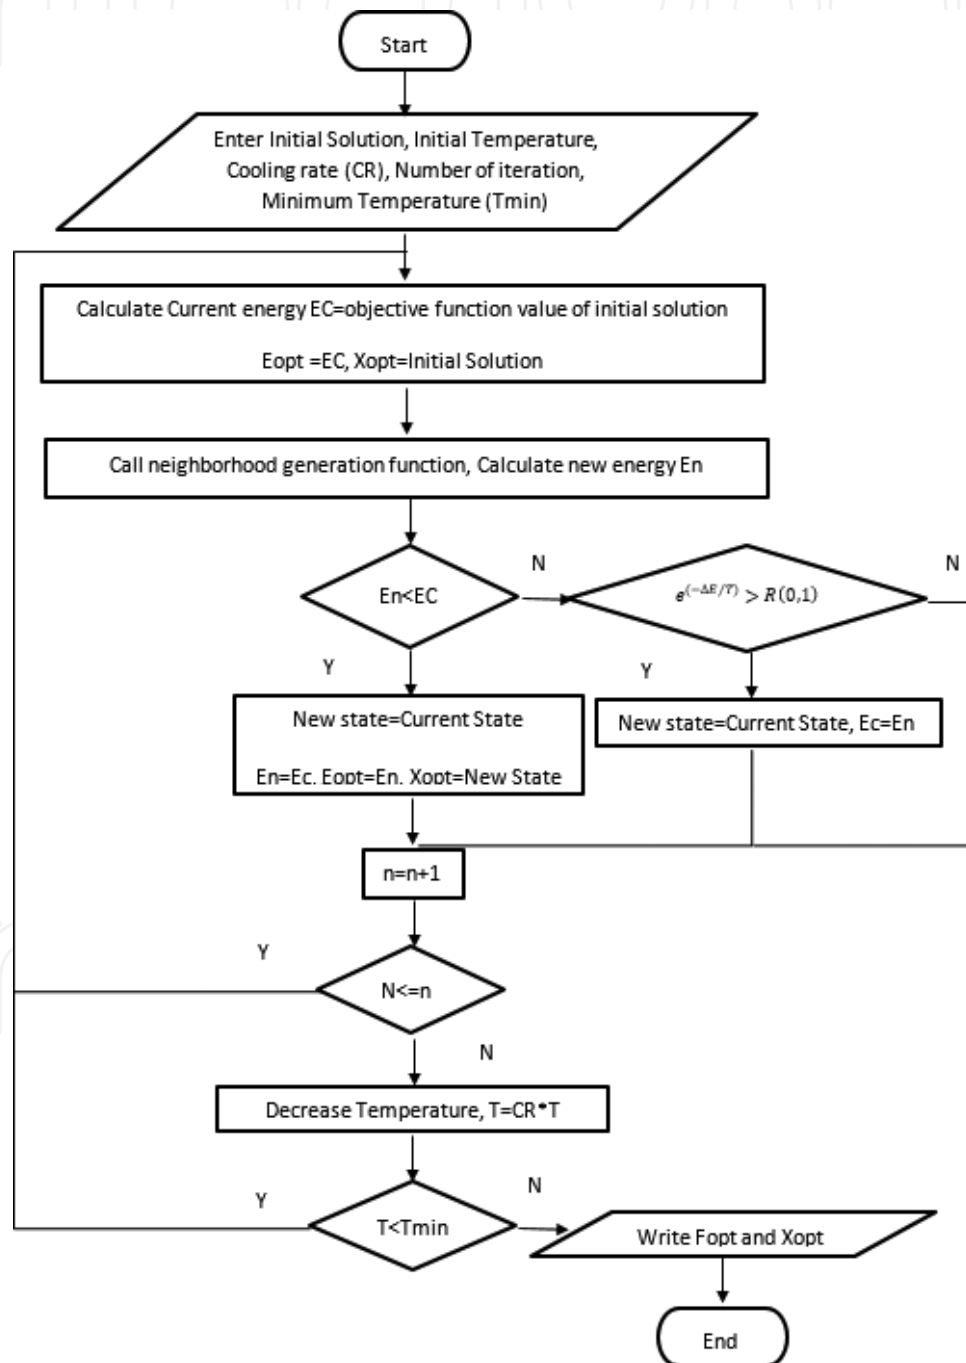 Start
Enter Initial Solution, Initial Temperature,
Cooling rate (CR), Number of iteration,
Minimum Temperature (Tmin)
Calculate Current energy EC=objective function value of initial solution
Eopt =EC, Xopt=Initial Solution
Call neighborhood generation function, Calculate new energy En
En<EC
N
e^(-ΔE/T) > R(0,1)
N
Y
New state=Current State
En=Ec, Eopt=En, Xopt=New State
Y
New state=Current State, Ec=En
n=n+1
Y
N<=n
N
Decrease Temperature, T=CR*T
Y
T<Tmin
N
Write Fopt and Xopt
End